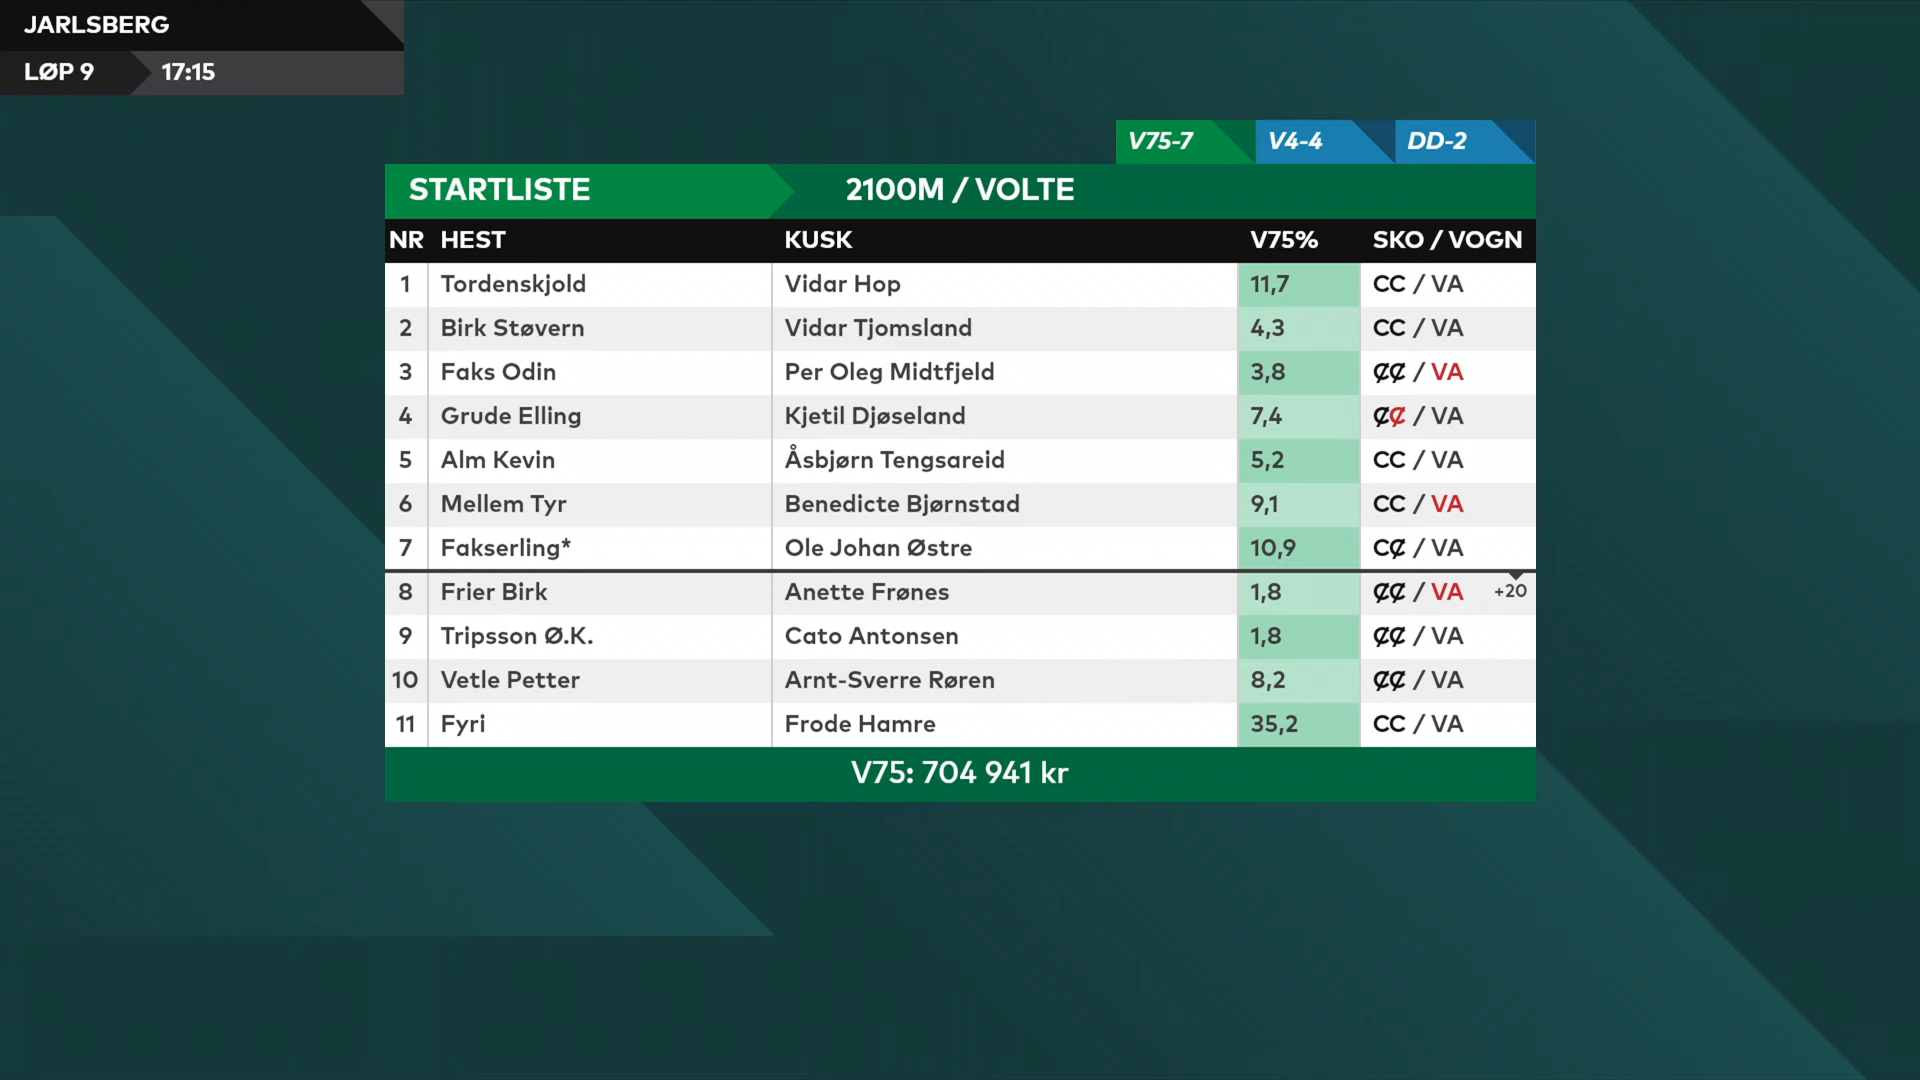 JARLSBERG
LØP 9 17:15
V75-7 V4-4 DD-2
STARTLISTE 2100M / VOLTE
NR HEST KUSK V75% SKO / VOGN
1 Tordenskjold Vidar Hop 11,7 CC / VA
2 Birk Støvern Vidar Tjomsland 4,3 CC / VA
3 Faks Odin Per Oleg Midtfjeld 3,8 ₵₵ / VA
4 Grude Elling Kjetil Djøseland 7,4 ₵₵ / VA
5 Alm Kevin Åsbjørn Tengsareid 5,2 CC / VA
6 Mellem Tyr Benedicte Bjørnstad 9,1 CC / VA
7 Fakserling* Ole Johan Østre 10,9 C₵ / VA
8 Frier Birk Anette Frønes 1,8 ₵₵ / VA +20
9 Tripsson Ø.K. Cato Antonsen 1,8 ₵₵ / VA
10 Vetle Petter Arnt-Sverre Røren 8,2 ₵₵ / VA
11 Fyri Frode Hamre 35,2 CC / VA
V75: 704 941 kr